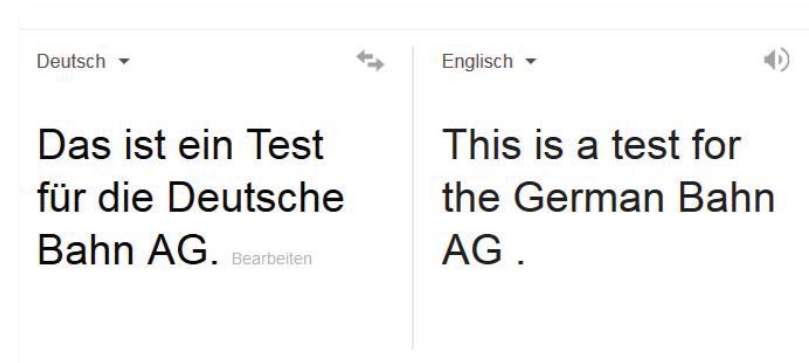 Deutsch
Englisch
Das ist ein Test
für die Deutsche
Bahn AG. Bearbeiten
This is a test for
the German Bahn
AG .